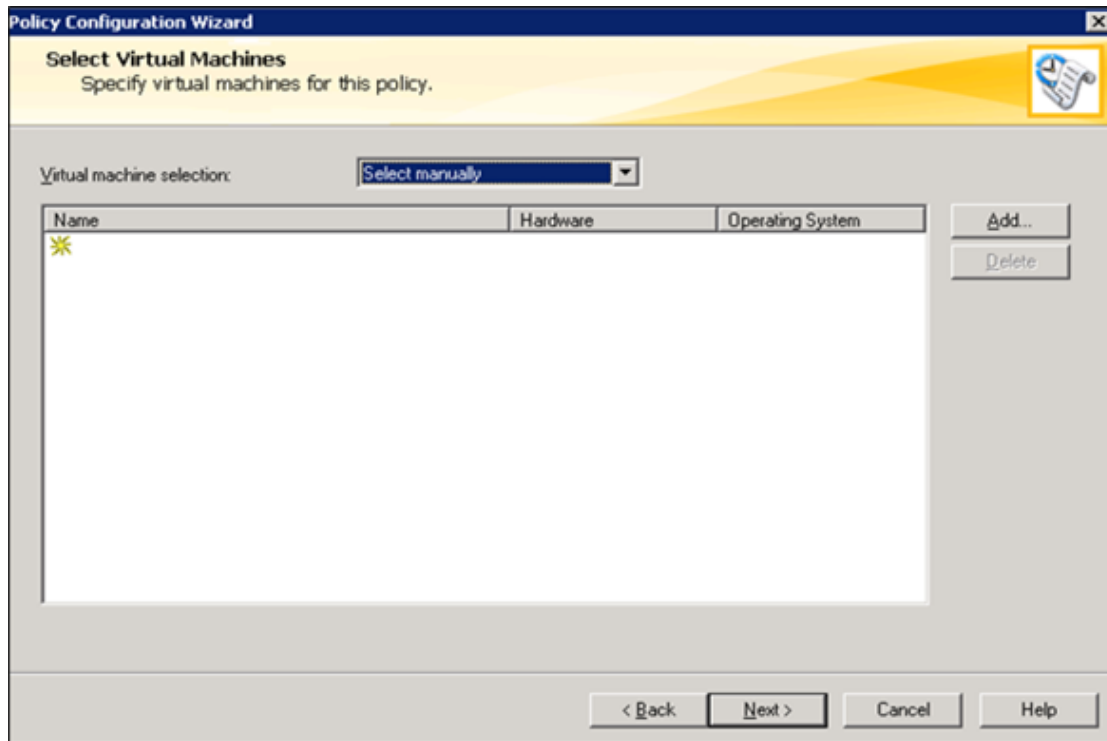 Policy Configuration Wizard
Select Virtual Machines
Specify virtual machines for this policy.
Virtual machine selection: Select manually
Name Hardware Operating System
Add...
Delete
< Back Next > Cancel Help